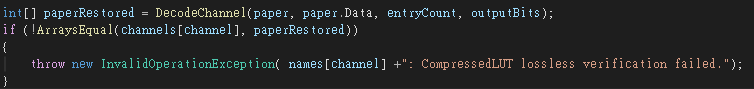 int[] paperRestored = DecodeChannel(paper, paper.Data, entryCount, outputBits);
if (!ArraysEqual(channels[channel], paperRestored))
{
    throw new InvalidOperationException( names[channel] +": CompressedLUT lossless verification failed.");
}